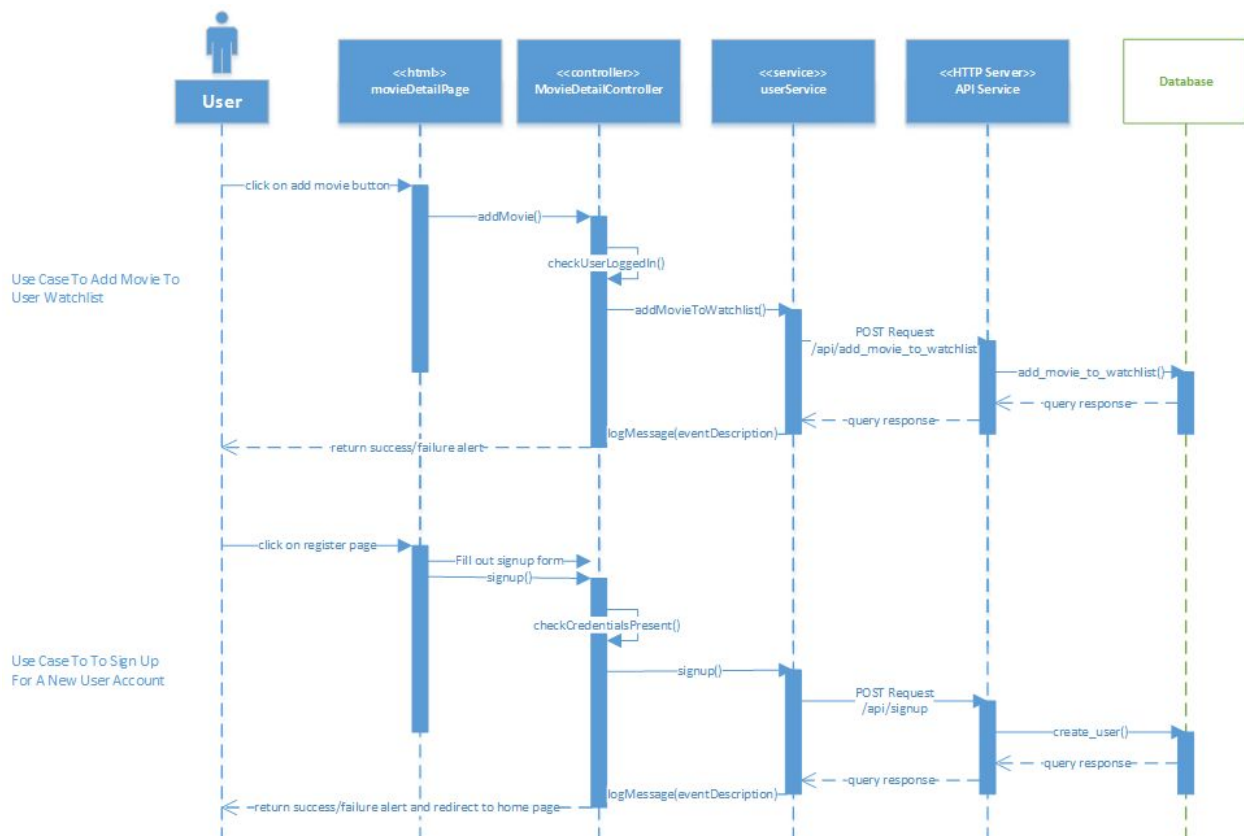 User
<<html>>
movieDetailPage
<<controller>>
MovieDetailController
<<service>>
userService
<<HTTP Server>>
API Service
Database
Use Case To Add Movie To
User Watchlist
click on add movie button
addMovie()
checkUserLoggedIn()
addMovieToWatchlist()
POST Request
/api/add_movie_to_watchlist
add_movie_to_watchlist()
query response
query response
logMessage(eventDescription)
return success/failure alert
Use Case To To Sign Up
For A New User Account
click on register page
Fill out signup form
signup()
checkCredentialsPresent()
signup()
POST Request
/api/signup
create_user()
query response
query response
logMessage(eventDescription)
return success/failure alert and redirect to home page